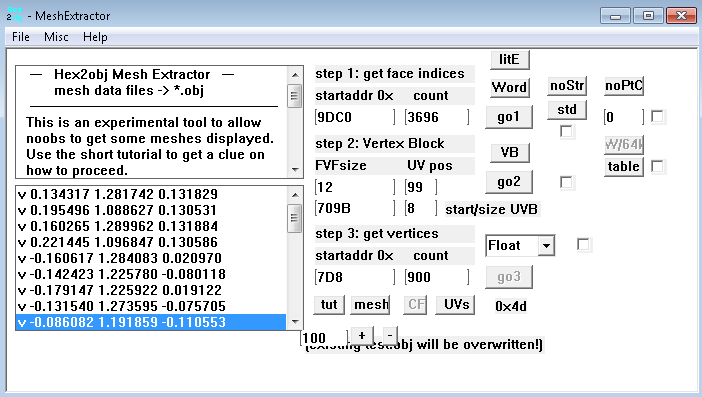 2 - MeshExtractor
File Misc Help
— Hex2obj Mesh Extractor —
mesh data files -> *.obj
This is an experimental tool to allow
noobs to get some meshes displayed.
Use the short tutorial to get a clue on
how to proceed.
v 0.134317 1.281742 0.131829
v 0.195496 1.088627 0.130531
v 0.160265 1.289962 0.131884
v 0.221445 1.096847 0.130586
v -0.160617 1.284083 0.020970
v -0.142423 1.225780 -0.080118
v -0.179147 1.225922 0.019122
v -0.131540 1.273595 -0.075705
v -0.086082 1.191859 -0.110553
step 1: get face indices
startaddr 0x count
9DC0 3696
step 2: Vertex Block
FVFsize UV pos
12 99
709B 8 start/size UVB
step 3: get vertices
startaddr 0x count
7D8 900
tut mesh CF UVs 0x4d
100 + -
(existing test.obj will be overwritten!)
litE
Word noStr noPtC
go1 std 0
VB W/64k
go2 table
Float
go3